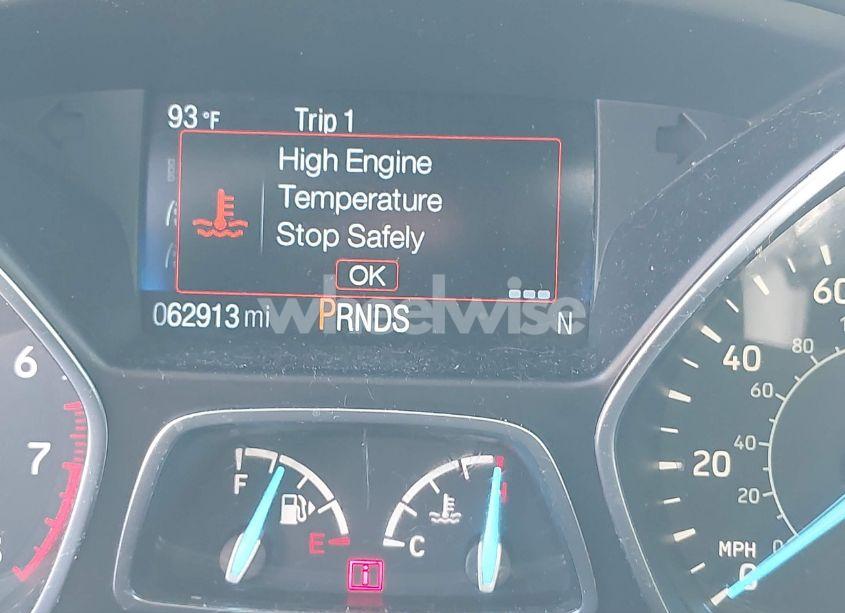 93 °F Trip 1
High Engine
Temperature
Stop Safely
OK
062913 mi PRNDS N
wheelwise
6
7
F
E
C
H
i
60
40
20
0
80
60
40
20
MPH